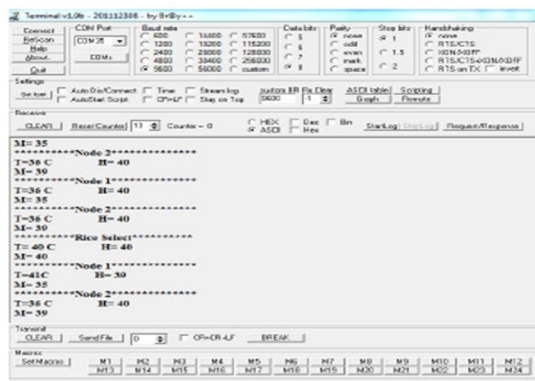 Terminal v1.9b - 201112306 - by Br@y++
Connect
ReScan
Help
About..
Quit
COM Port
COM35
COMs
Baud rate
600 14400 57600
1200 19200 115200
2400 28800 128000
4800 38400 256000
9600 56000 custom
Data bits
5
6
7
8
Parity
none
odd
even
mark
space
Stop bits
1
1.5
2
Handshaking
none
RTS/CTS
XON/XOFF
RTS/CTS+XON/XOFF
RTS on TX invert
Settings
Set font
Auto Dis/Connect Time Stream log
AutoStart Script CR=LF Stay on Top
custom BR Rx Clear
9600 -1
ASCII table Scripting
Graph Remote
Receive
CLEAR Reset Counter 13 Counter = 0
HEX Dec Bin
ASCII Hex
StartLog StopLog Request/Response
M= 35
**********Node 2************
T=36 C H= 40
M= 39
**********Node 1************
T=36 C H= 40
M= 35
**********Node 2************
T=36 C H= 40
M= 39
**********Rice Select************
T= 40 C H= 40
M= 40
**********Node 1************
T=41C H= 39
M= 35
**********Node 2************
T=36 C H= 40
M= 39
Transmit
CLEAR Send File 0 CR=CR+LF BREAK
Macros
Set Macros M1 M2 M3 M4 M5 M6 M7 M8 M9 M10 M11 M12
M13 M14 M15 M16 M17 M18 M19 M20 M21 M22 M23 M24